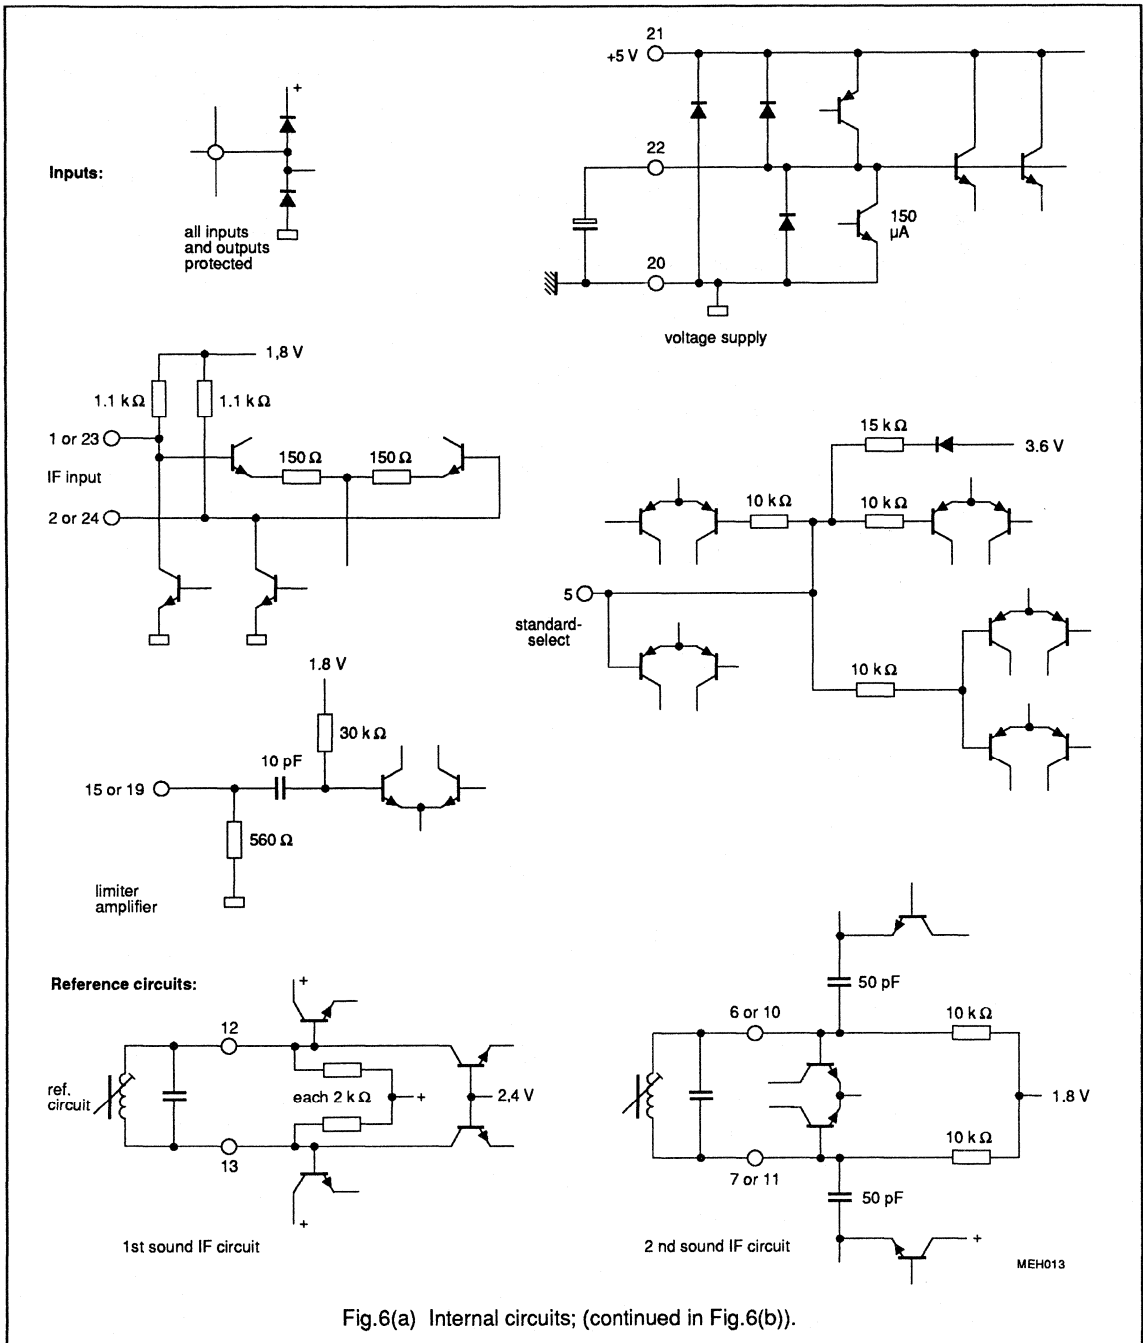 Inputs:
+
all inputs
and outputs
protected
21
+5 V
22
150
μA
20
voltage supply
1,8 V
1.1 kΩ
1.1 kΩ
1 or 23
150 Ω
150 Ω
IF input
2 or 24
15 kΩ
3.6 V
10 kΩ
10 kΩ
5
standard-
select
10 kΩ
1.8 V
30 kΩ
10 pF
15 or 19
560 Ω
limiter
amplifier
Reference circuits:
+
12
ref.
circuit
each 2 kΩ
+
2,4 V
13
+
1st sound IF circuit
50 pF
6 or 10
10 kΩ
1.8 V
10 kΩ
7 or 11
50 pF
+
2 nd sound IF circuit
MEH013
Fig.6(a) Internal circuits; (continued in Fig.6(b)).